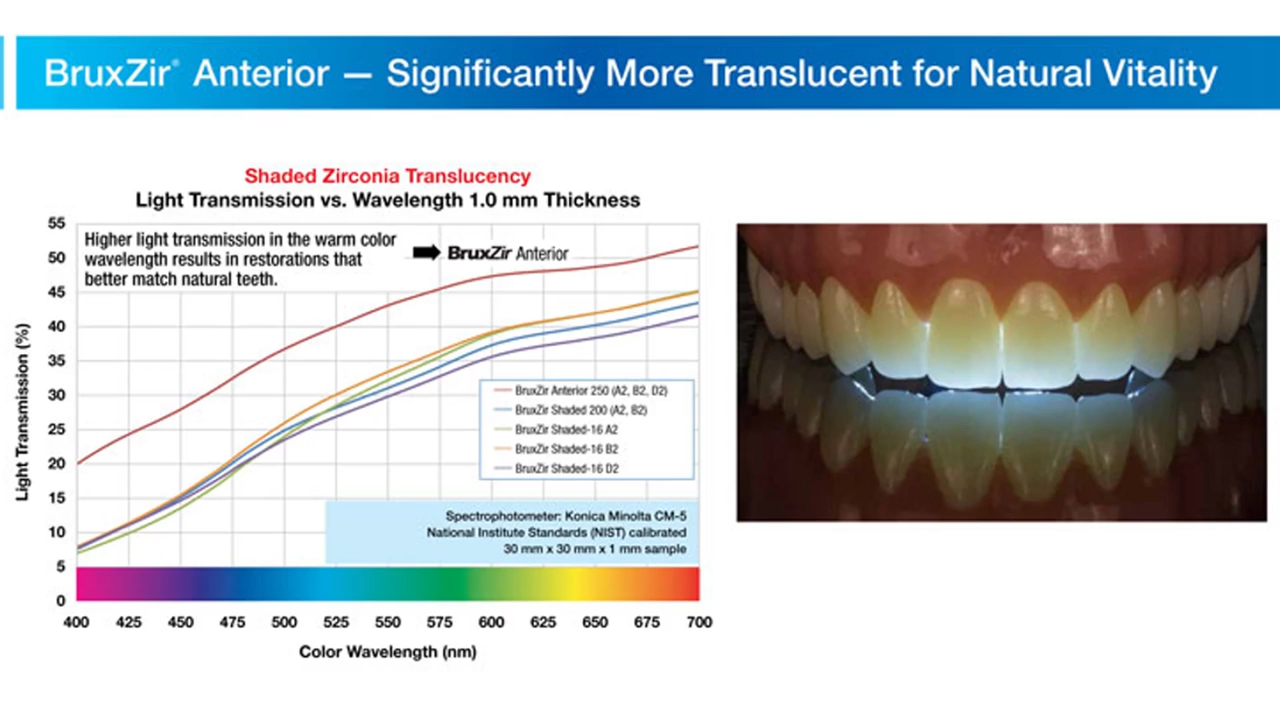 BruxZir® Anterior — Significantly More Translucent for Natural Vitality
Shaded Zirconia Translucency
Light Transmission vs. Wavelength 1.0 mm Thickness
Higher light transmission in the warm color
wavelength results in restorations that
better match natural teeth.
BruxZir Anterior
Light Transmission (%)
55
50
45
40
35
30
25
20
15
10
5
0
BruxZir Anterior 250 (A2, B2, D2)
BruxZir Shaded 200 (A2, B2)
BruxZir Shaded-16 A2
BruxZir Shaded-16 B2
BruxZir Shaded-16 D2
Spectrophotometer: Konica Minolta CM-5
National Institute Standards (NIST) calibrated
30 mm x 30 mm x 1 mm sample
400 425 450 475 500 525 550 575 600 625 650 675 700
Color Wavelength (nm)